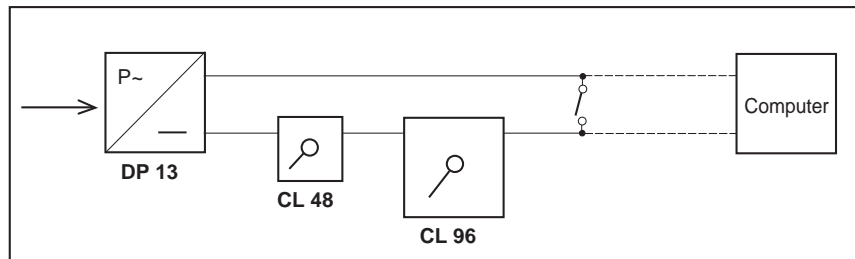 P~
Computer
DP 13
CL 48
CL 96